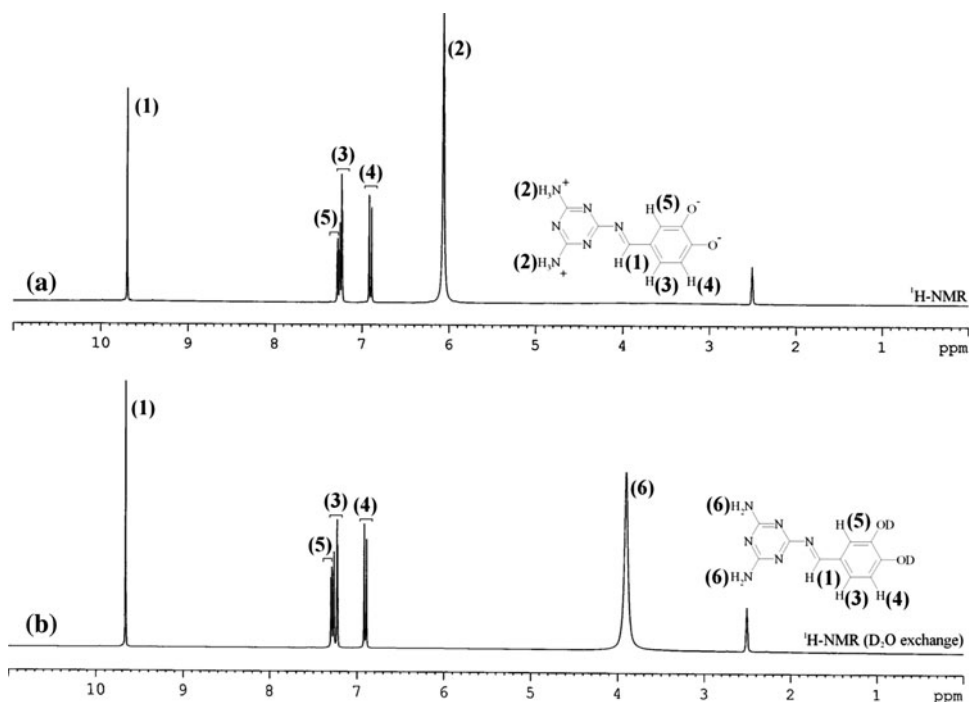 (1)
(2)
(3)
(4)
(5)
(2)H₃N⁺
N
N
N
N
(2)H₃N⁺
H (5)
O⁻
O⁻
H(1)
H(3)
H(4)
(a)
¹H-NMR
10 9 8 7 6 5 4 3 2 1 ppm
(1)
(3)
(4)
(5)
(6)
(6)NH₂
N
N
N
N
(6)NH₂
H (5)
OD
OD
H (1)
H(3)
H(4)
(b)
¹H-NMR (D₂O exchange)
10 9 8 7 6 5 4 3 2 1 ppm